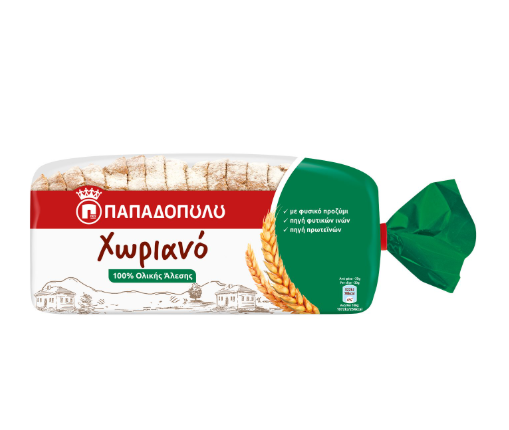 ΠΑΠΑΔΟΠΟΥΛΟΥ
Χωριανό
100% Ολικής Άλεσης
✓ με φυσικό προζύμι
✓ πηγή φυτικών ινών
✓ πηγή πρωτεϊνών